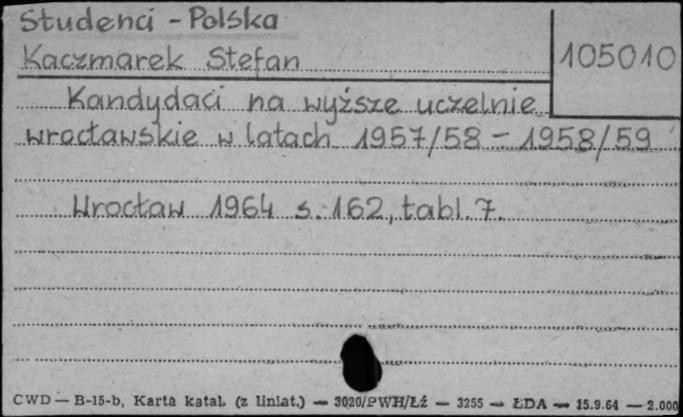 Studenci - Polska
Kaczmarek Stefan
105010
Kandydaci na wyższe uczelnie
wrocławskie w latach 1957/58 - 1958/59
Wrocław 1964 s. 162, tabl. 7.
CWD — B-15-b, Karta katal. (z liniat.) — 3020/PWH/Łź — 3255 — ŁDA — 15.9.64 — 2.000